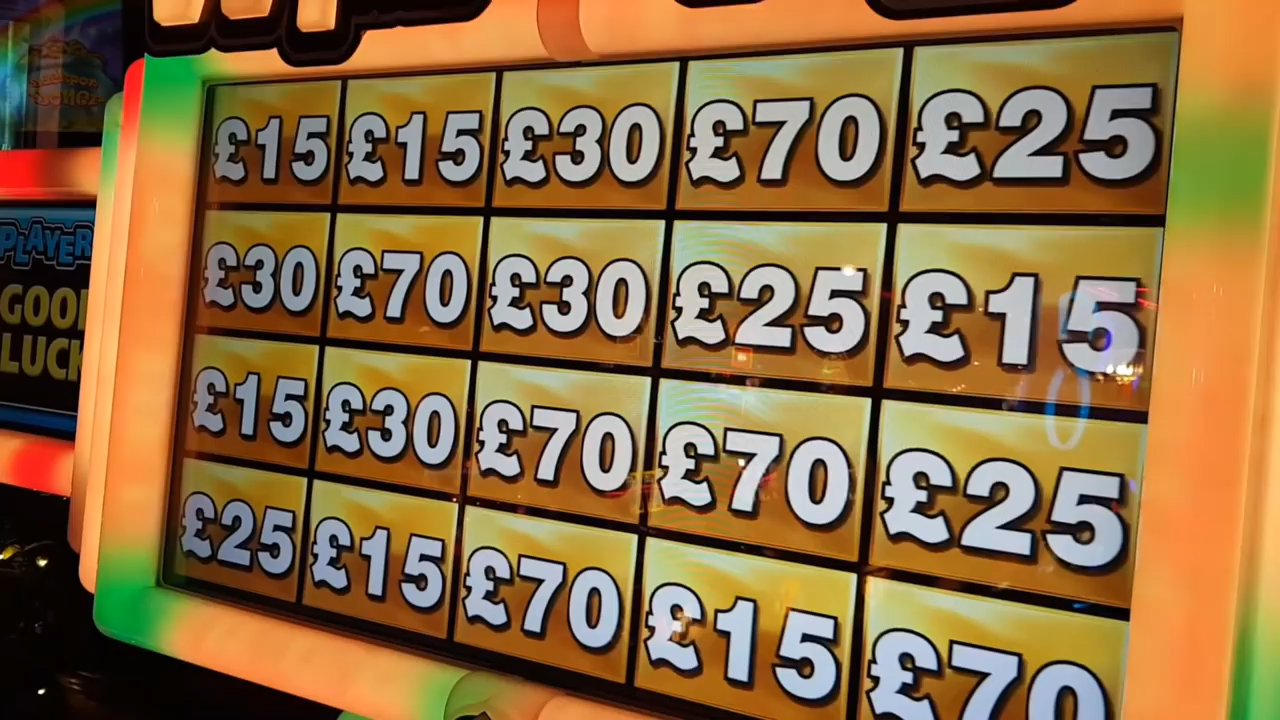 £15 £15 £30 £70 £25
£30 £70 £30 £25 £15
£15 £30 £70 £70 £25
£25 £15 £70 £15 £70
PLAYER
GOOD
LUCK